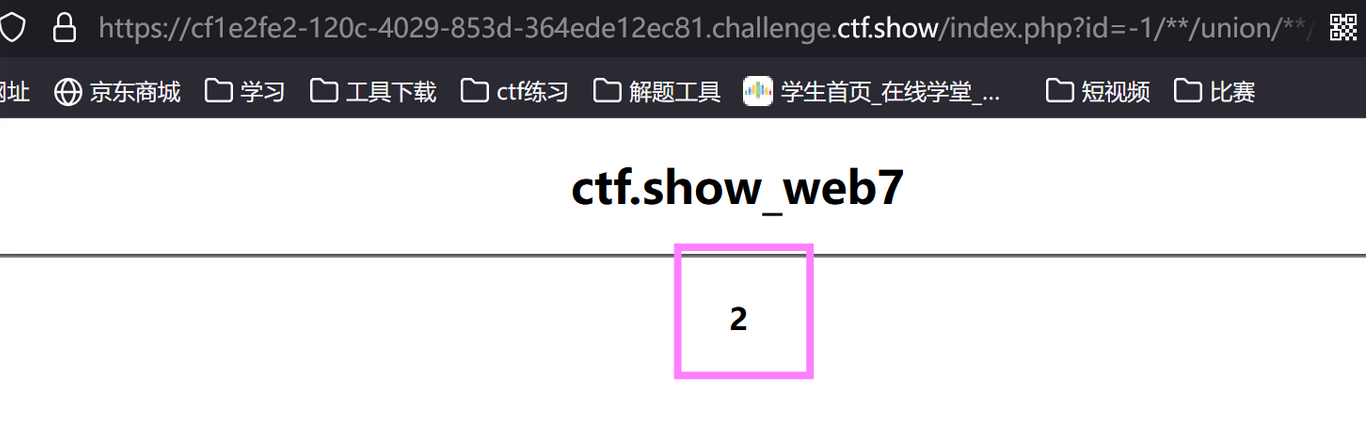 https://cf1e2fe2-120c-4029-853d-364ede12ec81.challenge.ctf.show/index.php?id=-1/**/union/**/
网址 京东商城 学习 工具下载 ctf练习 解题工具 学生首页_在线学堂_... 短视频 比赛
ctf.show_web7
2